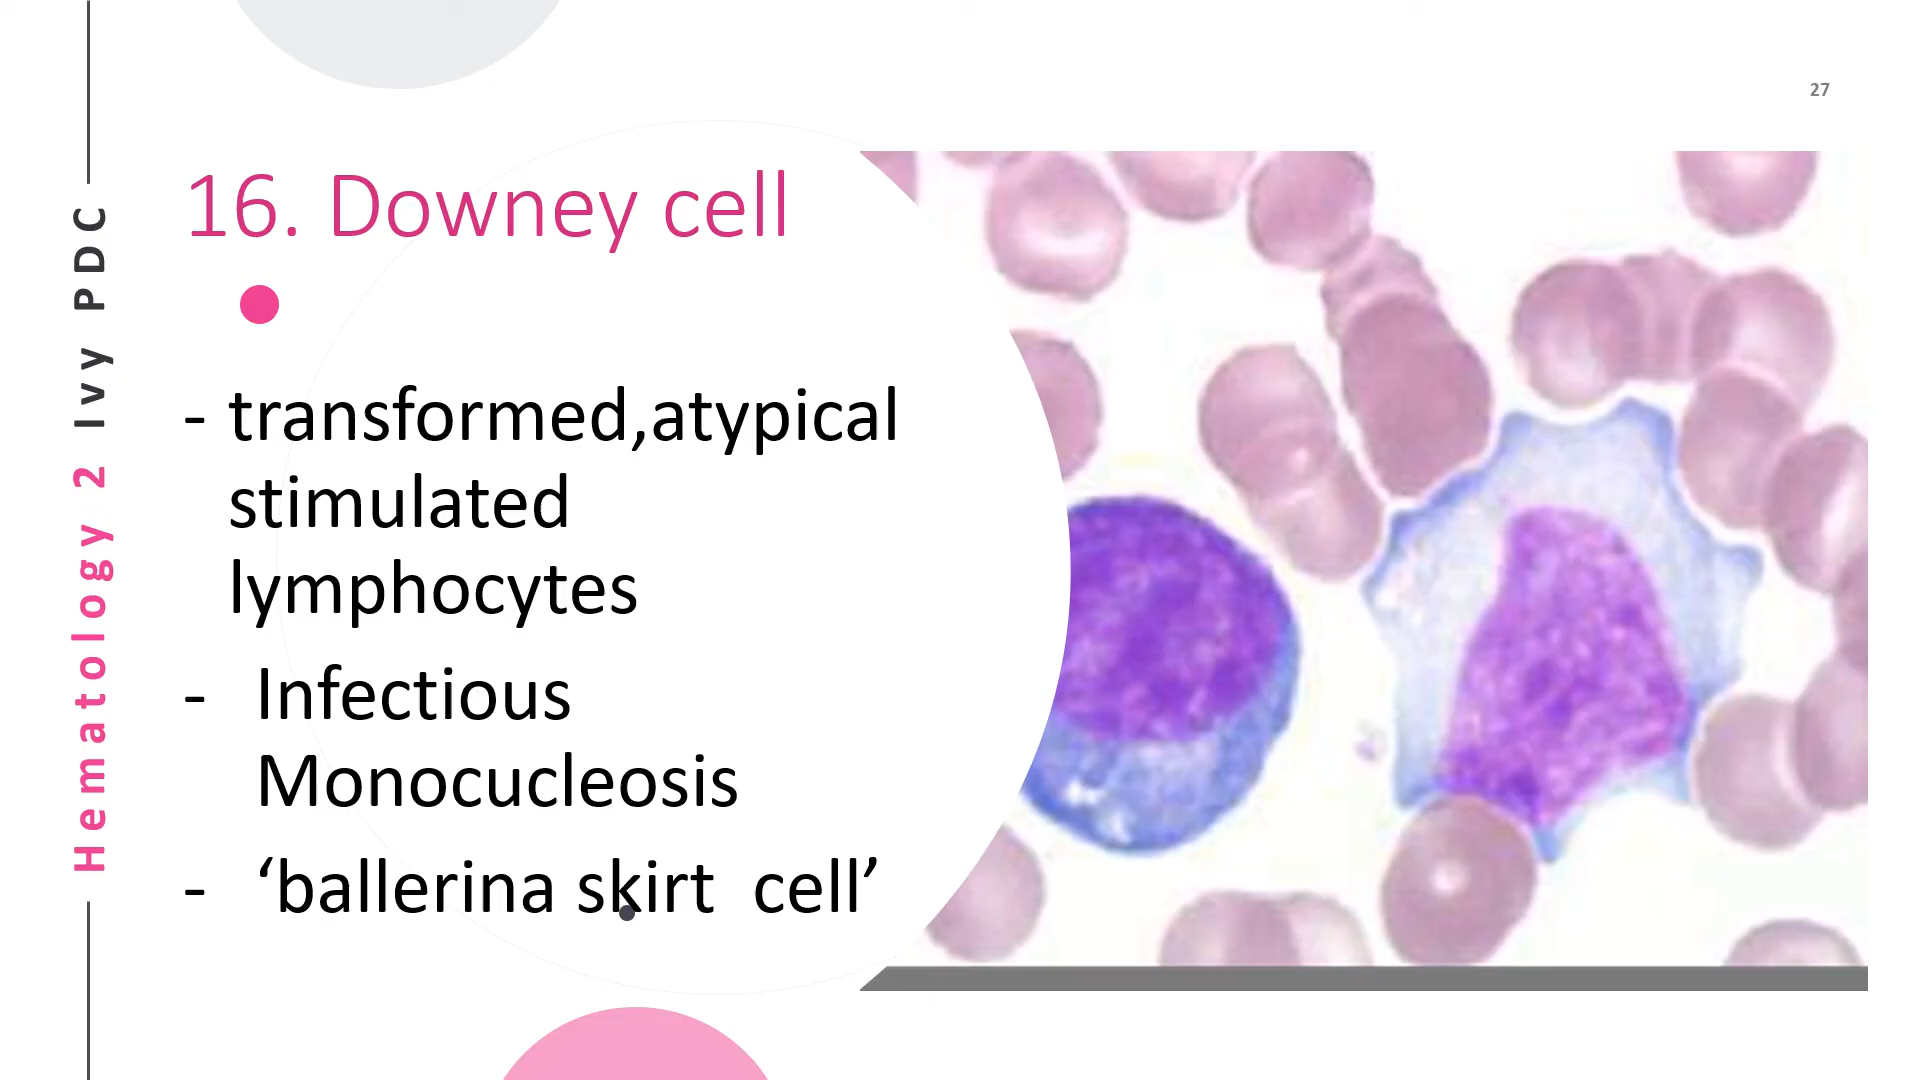 27
Hematology 2 Ivy PDC
16. Downey cell
- transformed,atypical
stimulated
lymphocytes
- Infectious
Monocucleosis
- ‘ballerina skirt cell’